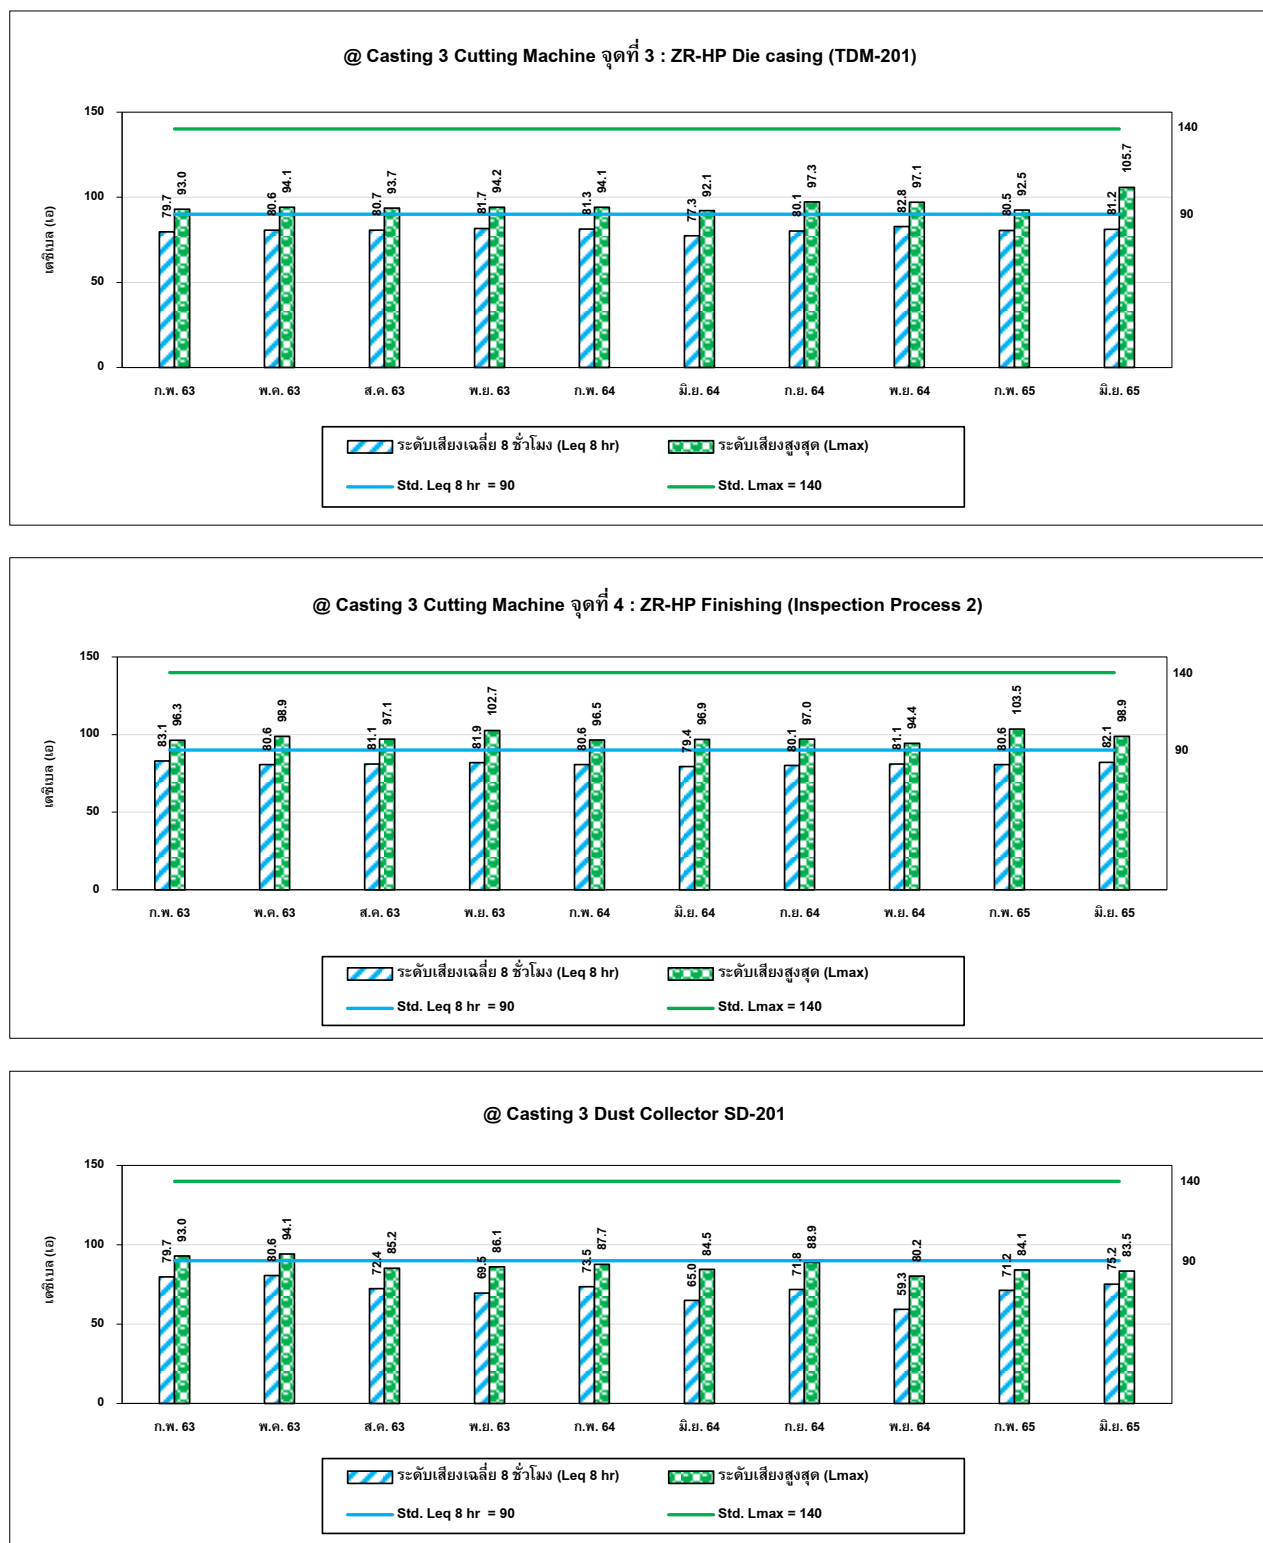 @ Casting 3 Cutting Machine จุดที่ 3 : ZR-HP Die casing (TDM-201)
150
100
50
0
เดซิเบล (เอ)
140
90
79.7 93.0 80.6 94.1 80.7 93.7 81.7 94.2 81.3 94.1 77.3 92.1 80.1 97.3 82.8 97.1 80.5 92.5 81.2 105.7
ก.พ. 63 พ.ค. 63 ส.ค. 63 พ.ย. 63 ก.พ. 64 มิ.ย. 64 ก.ย. 64 พ.ย. 64 ก.พ. 65 มิ.ย. 65
ระดับเสียงเฉลี่ย 8 ชั่วโมง (Leq 8 hr) ระดับเสียงสูงสุด (Lmax)
Std. Leq 8 hr = 90 Std. Lmax = 140
@ Casting 3 Cutting Machine จุดที่ 4 : ZR-HP Finishing (Inspection Process 2)
150
100
50
0
เดซิเบล (เอ)
140
90
83.1 96.3 80.6 98.9 81.1 97.1 81.9 102.7 80.6 96.5 79.4 96.9 80.1 97.0 81.1 94.4 80.6 103.5 82.1 98.9
ก.พ. 63 พ.ค. 63 ส.ค. 63 พ.ย. 63 ก.พ. 64 มิ.ย. 64 ก.ย. 64 พ.ย. 64 ก.พ. 65 มิ.ย. 65
ระดับเสียงเฉลี่ย 8 ชั่วโมง (Leq 8 hr) ระดับเสียงสูงสุด (Lmax)
Std. Leq 8 hr = 90 Std. Lmax = 140
@ Casting 3 Dust Collector SD-201
150
100
50
0
เดซิเบล (เอ)
140
90
79.7 93.0 80.6 94.1 72.4 85.2 69.5 86.1 73.5 87.7 65.0 84.5 71.8 88.9 59.3 80.2 71.2 84.1 75.2 83.5
ก.พ. 63 พ.ค. 63 ส.ค. 63 พ.ย. 63 ก.พ. 64 มิ.ย. 64 ก.ย. 64 พ.ย. 64 ก.พ. 65 มิ.ย. 65
ระดับเสียงเฉลี่ย 8 ชั่วโมง (Leq 8 hr) ระดับเสียงสูงสุด (Lmax)
Std. Leq 8 hr = 90 Std. Lmax = 140